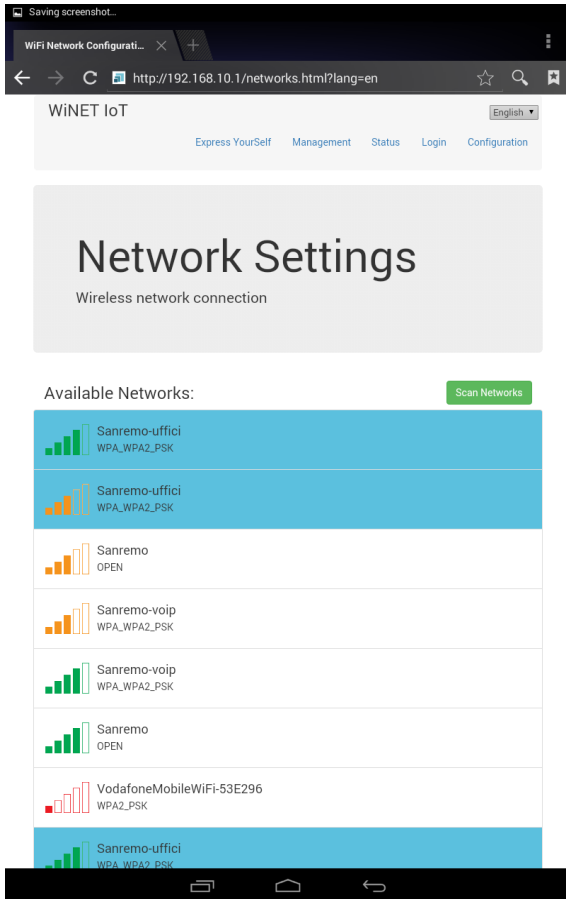 Saving screenshot...
WiFi Network Configurati...
http://192.168.10.1/networks.html?lang=en
WiNET IoT
English
Express YourSelf Management Status Login Configuration
Network Settings
Wireless network connection
Available Networks:
Scan Networks
Sanremo-uffici
WPA_WPA2_PSK
Sanremo-uffici
WPA_WPA2_PSK
Sanremo
OPEN
Sanremo-voip
WPA_WPA2_PSK
Sanremo-voip
WPA_WPA2_PSK
Sanremo
OPEN
VodafoneMobileWiFi-53E296
WPA2_PSK
Sanremo-uffici
WPA_WPA2_PSK